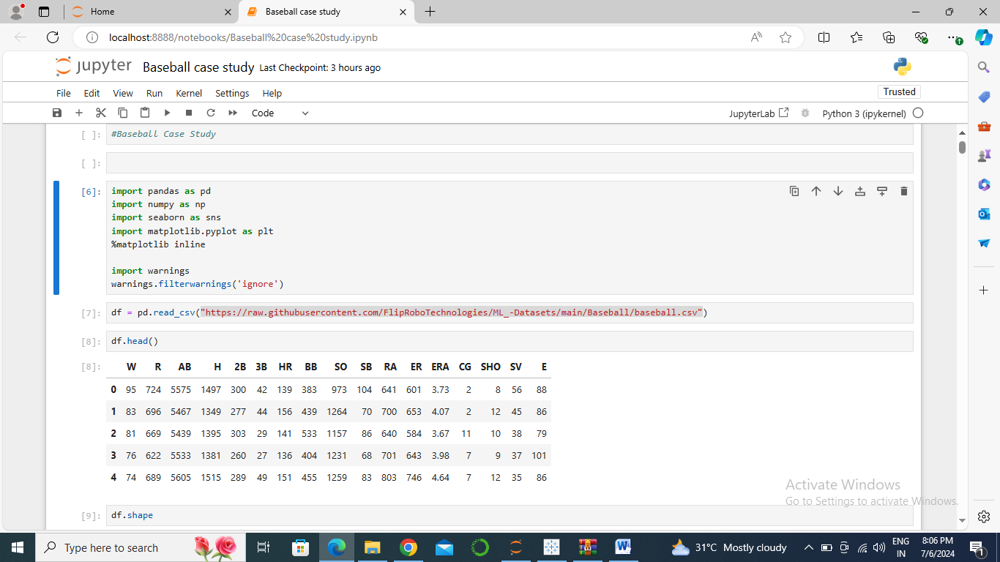 Home
Baseball case study
localhost:8888/notebooks/Baseball%20case%20study.ipynb
jupyter Baseball case study Last Checkpoint: 3 hours ago
File Edit View Run Kernel Settings Help
Trusted
Code
JupyterLab Python 3 (ipykernel)
[ ]: #Baseball Case Study
[ ]:
[6]: import pandas as pd
import numpy as np
import seaborn as sns
import matplotlib.pyplot as plt
%matplotlib inline
import warnings
warnings.filterwarnings('ignore')
[7]: df = pd.read_csv("https://raw.githubusercontent.com/FlipRoboTechnologies/ML_-Datasets/main/Baseball/baseball.csv")
[8]: df.head()
[8]: W R AB H 2B 3B HR BB SO SB RA ER ERA CG SHO SV E
0 95 724 5575 1497 300 42 139 383 973 104 641 601 3.73 2 8 56 88
1 83 696 5467 1349 277 44 156 439 1264 70 700 653 4.07 2 12 45 86
2 81 669 5439 1395 303 29 141 533 1157 86 640 584 3.67 11 10 38 79
3 76 622 5533 1381 260 27 136 404 1231 68 701 643 3.98 7 9 37 101
4 74 689 5605 1515 289 49 151 455 1259 83 803 746 4.64 7 12 35 86
Activate Windows
Go to Settings to activate Windows.
[9]: df.shape
Type here to search
31°C Mostly cloudy
ENG
IN
8:06 PM
7/6/2024
1